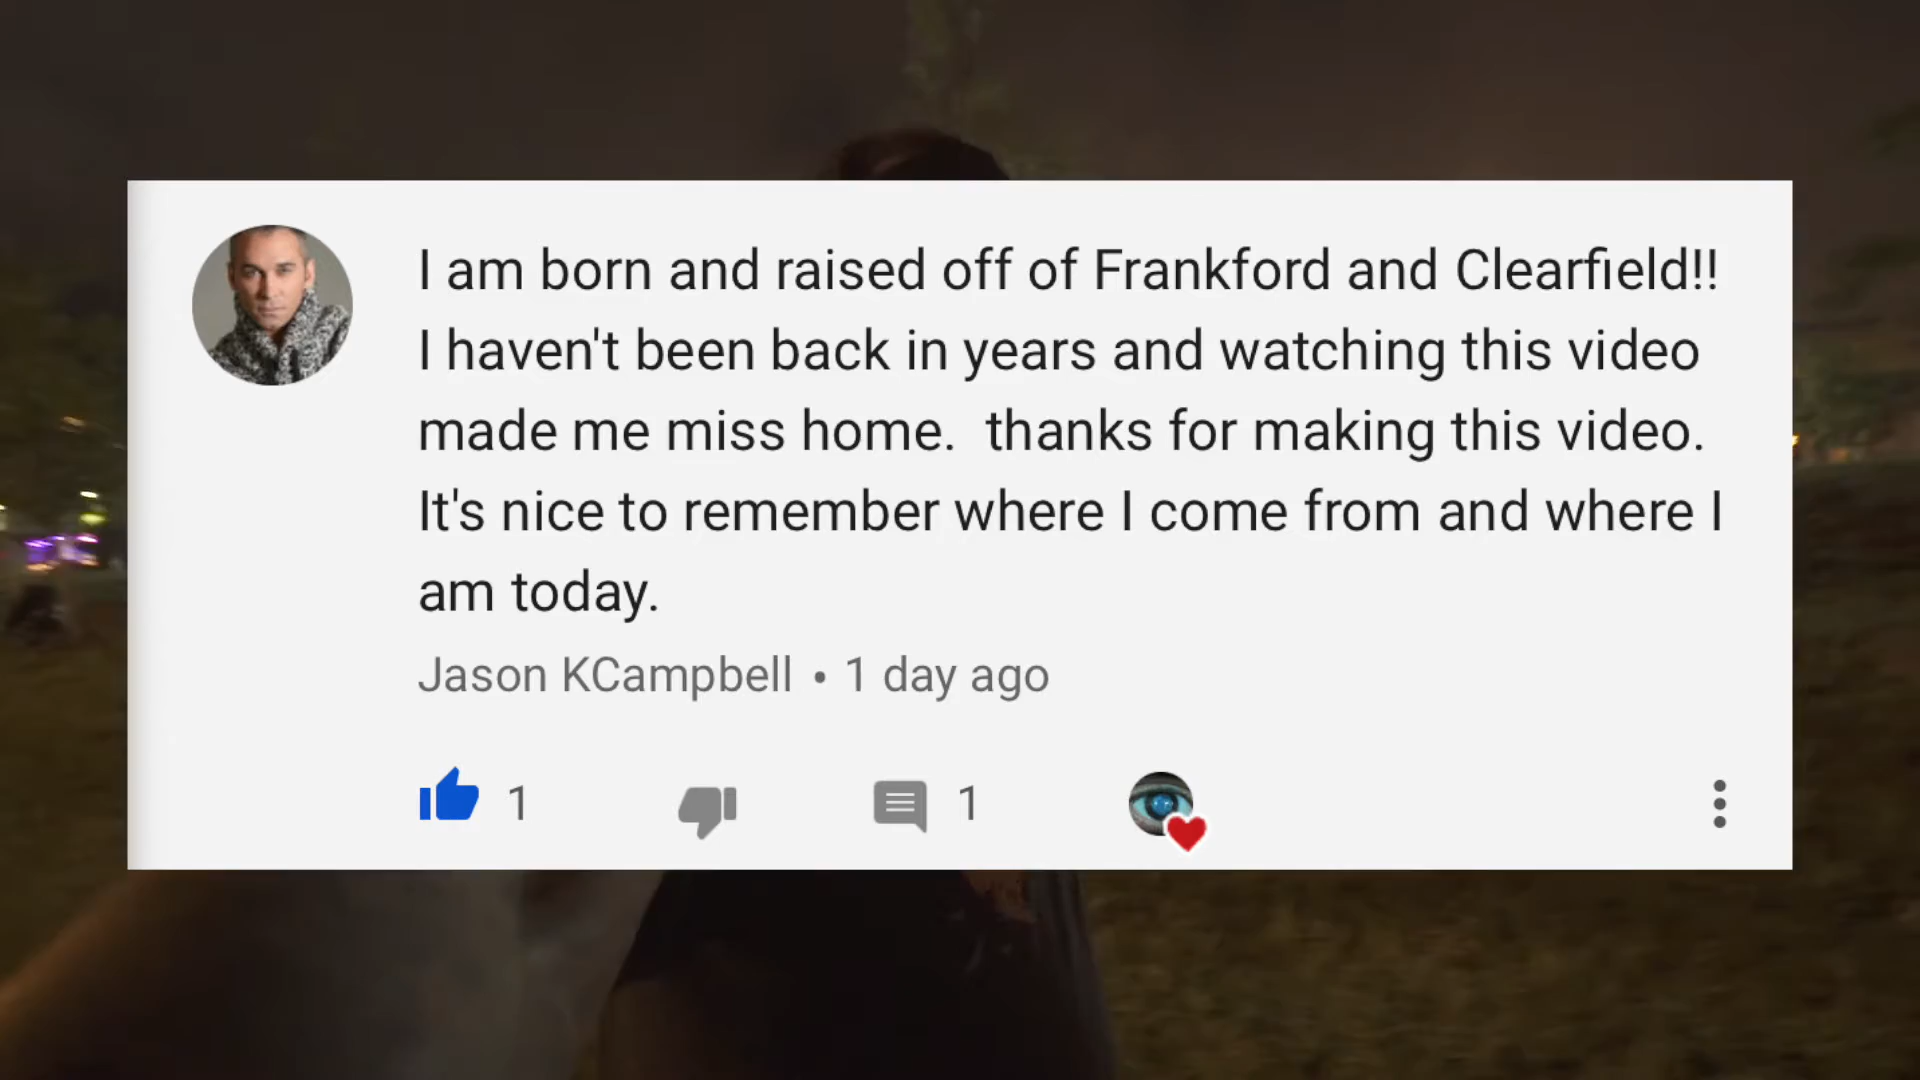 I am born and raised off of Frankford and Clearfield!!
I haven't been back in years and watching this video
made me miss home.  thanks for making this video.
It's nice to remember where I come from and where I
am today.
Jason KCampbell • 1 day ago
1 1